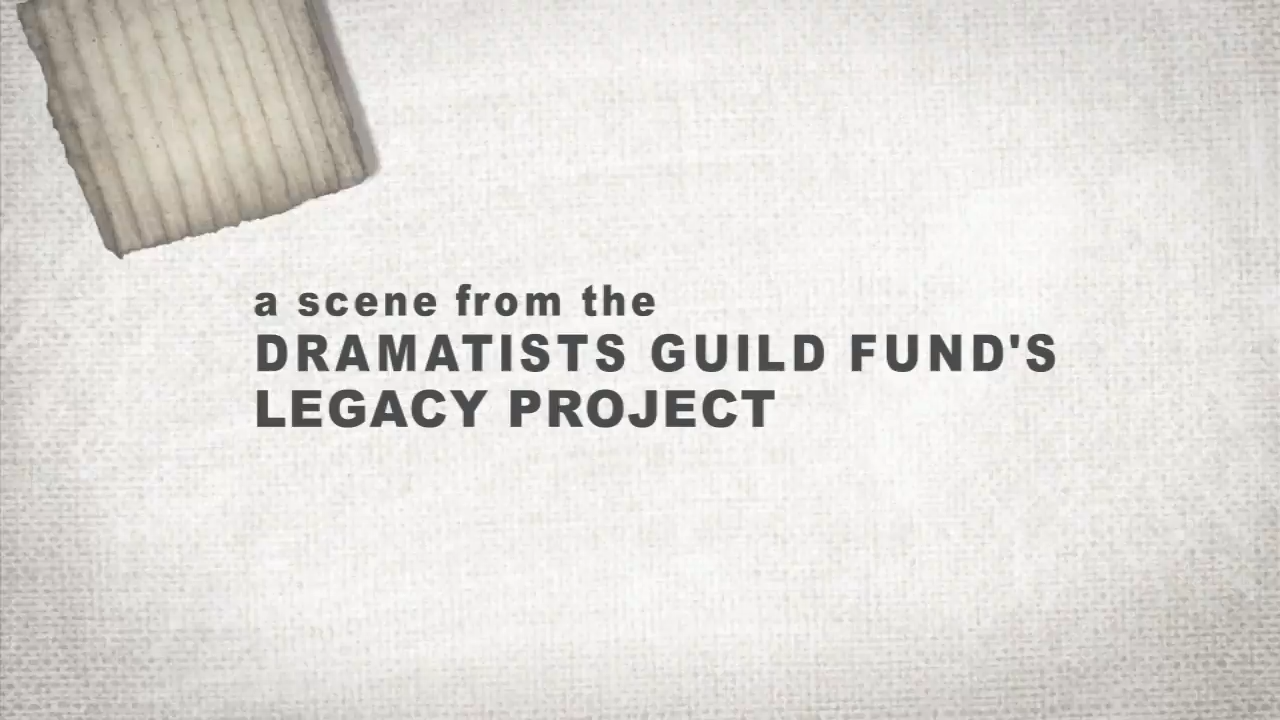 a scene from the
DRAMATISTS GUILD FUND'S
LEGACY PROJECT